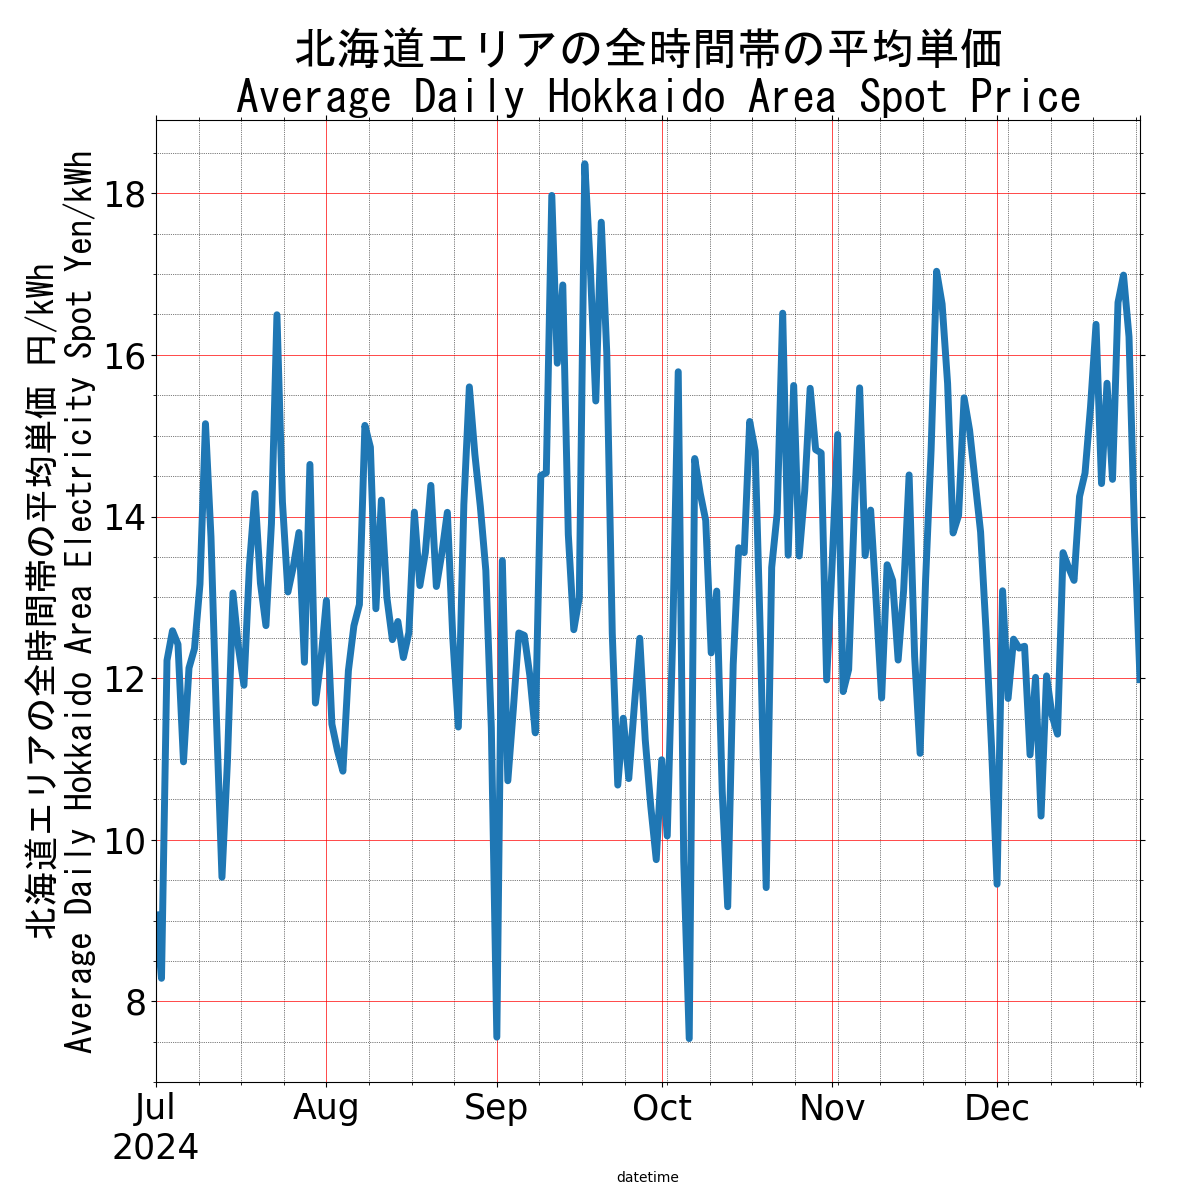 北海道エリアの全時間帯の平均単価
Average Daily Hokkaido Area Spot Price
北海道エリアの全時間帯の平均単価 円/kWh
Average Daily Hokkaido Area Electricity Spot Yen/kWh
18
16
14
12
10
8
Jul
2024
Aug
Sep
Oct
Nov
Dec
datetime